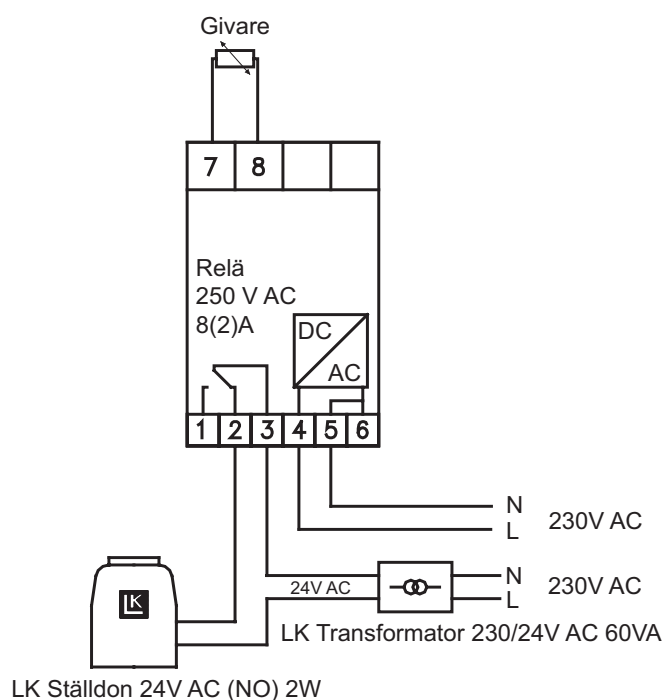 Givare
7 8
Relä
250 V AC
8(2)A
DC
AC
1 2 3 4 5 6
N
L
230V AC
24V AC
N
L
230V AC
LK
LK Transformator 230/24V AC 60VA
LK Ställdon 24V AC (NO) 2W